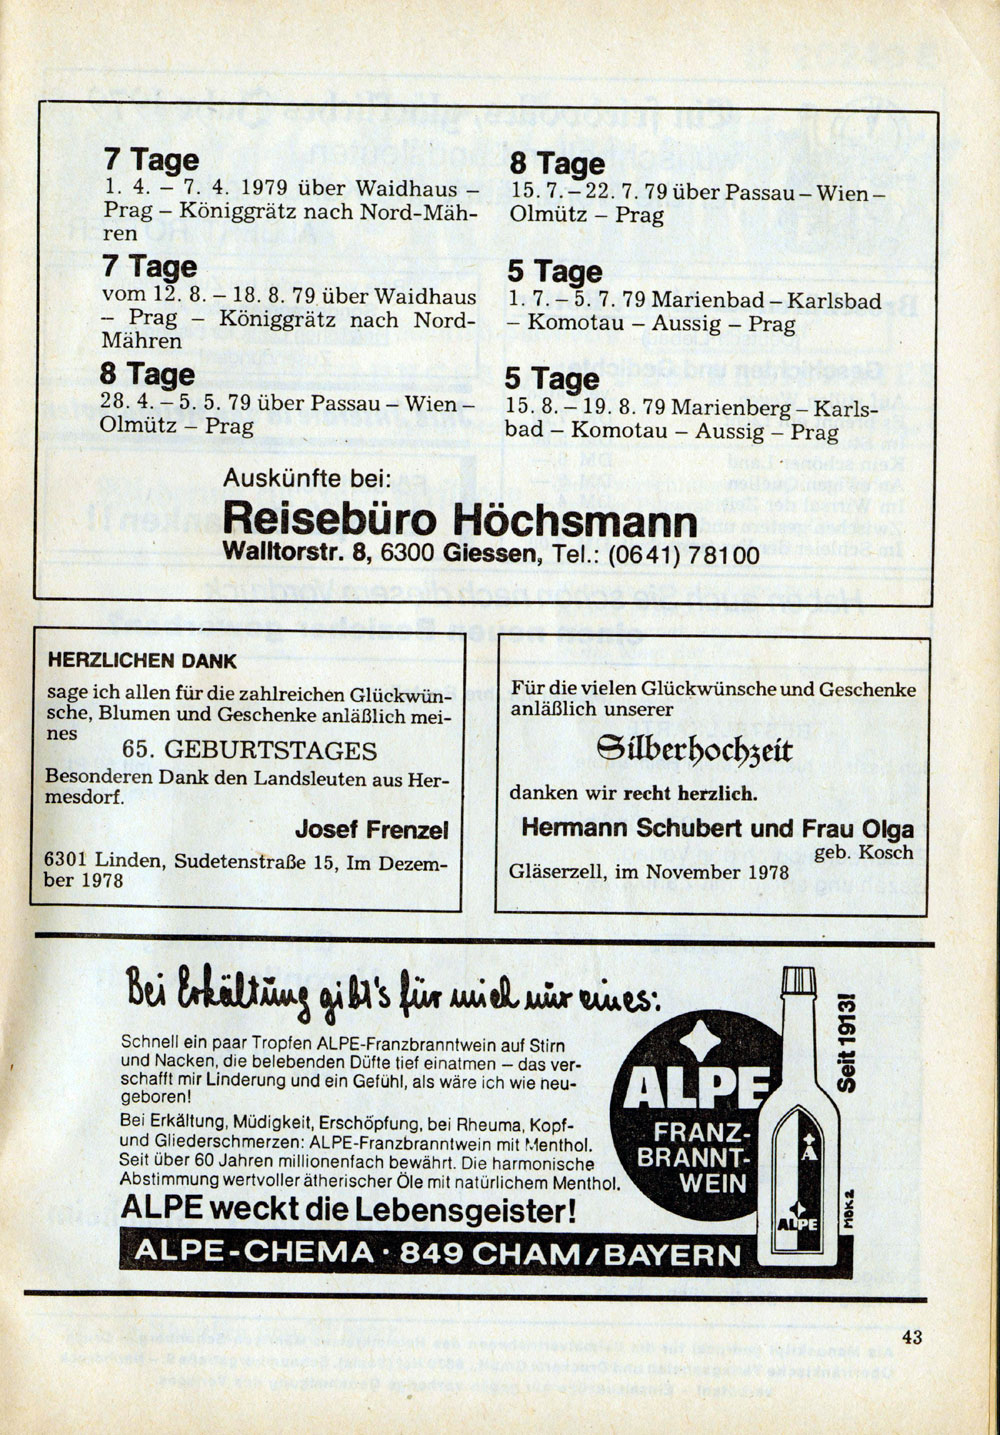 7 Tage
1. 4. – 7. 4. 1979 über Waidhaus –
Prag – Königgrätz nach Nord-Mäh-
ren
7 Tage
vom 12. 8. – 18. 8. 79 über Waidhaus
– Prag – Königgrätz nach Nord-
Mähren
8 Tage
28. 4. – 5. 5. 79 über Passau – Wien –
Olmütz – Prag
8 Tage
15. 7. – 22. 7. 79 über Passau – Wien –
Olmütz – Prag
5 Tage
1. 7. – 5. 7. 79 Marienbad – Karlsbad
– Komotau – Aussig – Prag
5 Tage
15. 8. – 19. 8. 79 Marienberg – Karls-
bad – Komotau – Aussig – Prag
Auskünfte bei:
Reisebüro Höchsmann
Walltorstr. 8, 6300 Giessen, Tel.: (06 41) 7 81 00
HERZLICHEN DANK
sage ich allen für die zahlreichen Glückwün-
sche, Blumen und Geschenke anläßlich mei-
nes
65. GEBURTSTAGES
Besonderen Dank den Landsleuten aus Her-
mesdorf.
Josef Frenzel
6301 Linden, Sudetenstraße 15, Im Dezem-
ber 1978
Für die vielen Glückwünsche und Geschenke
anläßlich unserer
Silberhochzeit
danken wir recht herzlich.
Hermann Schubert und Frau Olga
geb. Kosch
Gläserzell, im November 1978
Bei Erkältung gibt's für mich nur eines:
Schnell ein paar Tropfen ALPE-Franzbranntwein auf Stirn
und Nacken, die belebenden Düfte tief einatmen – das ver-
schafft mir Linderung und ein Gefühl, als wäre ich wie neu-
geboren!
Bei Erkältung, Müdigkeit, Erschöpfung, bei Rheuma, Kopf-
und Gliederschmerzen: ALPE-Franzbranntwein mit Menthol.
Seit über 60 Jahren millionenfach bewährt. Die harmonische
Abstimmung wertvoller ätherischer Öle mit natürlichem Menthol.
ALPE weckt die Lebensgeister!
ALPE-CHEMA · 849 CHAM/BAYERN
ALPE
FRANZ-
BRANNT-
WEIN
A
ALPE
Seit 1913!
MBK 2
43